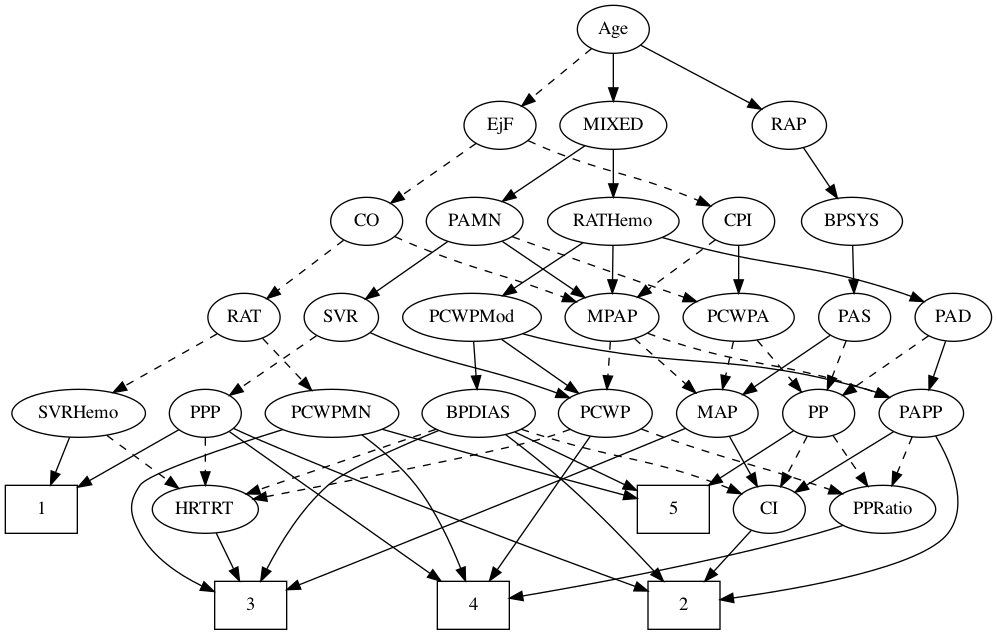 Age
EjF
MIXED
RAP
CO
PAMN
RATHemo
CPI
BPSYS
RAT
SVR
PCWPMod
MPAP
PCWPA
PAS
PAD
SVRHemo
PPP
PCWPMN
BPDIAS
PCWP
MAP
PP
PAPP
1
HRTRT
5
CI
PPRatio
3
4
2